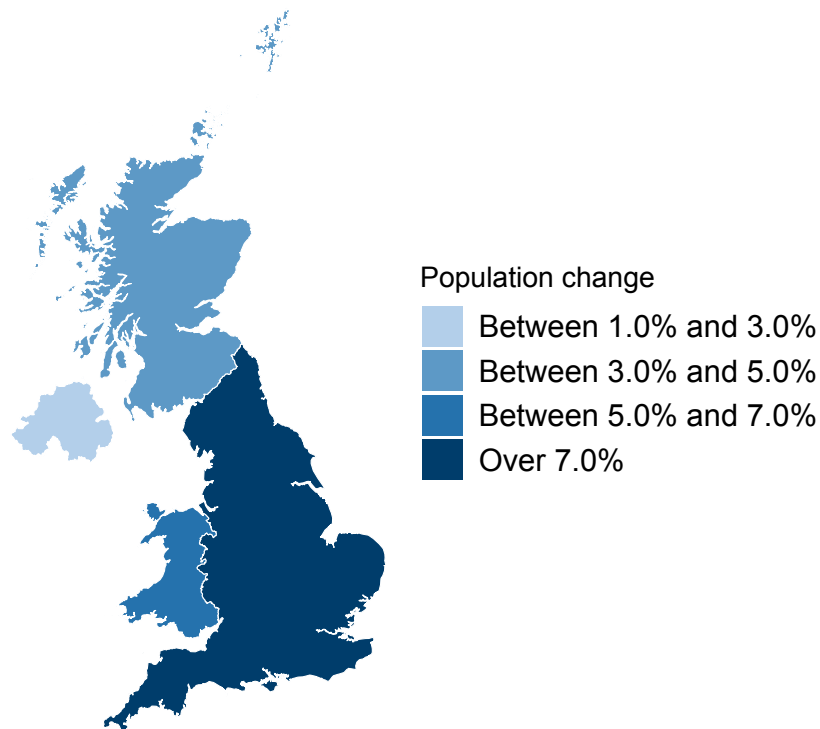 Population change
Between 1.0% and 3.0%
Between 3.0% and 5.0%
Between 5.0% and 7.0%
Over 7.0%